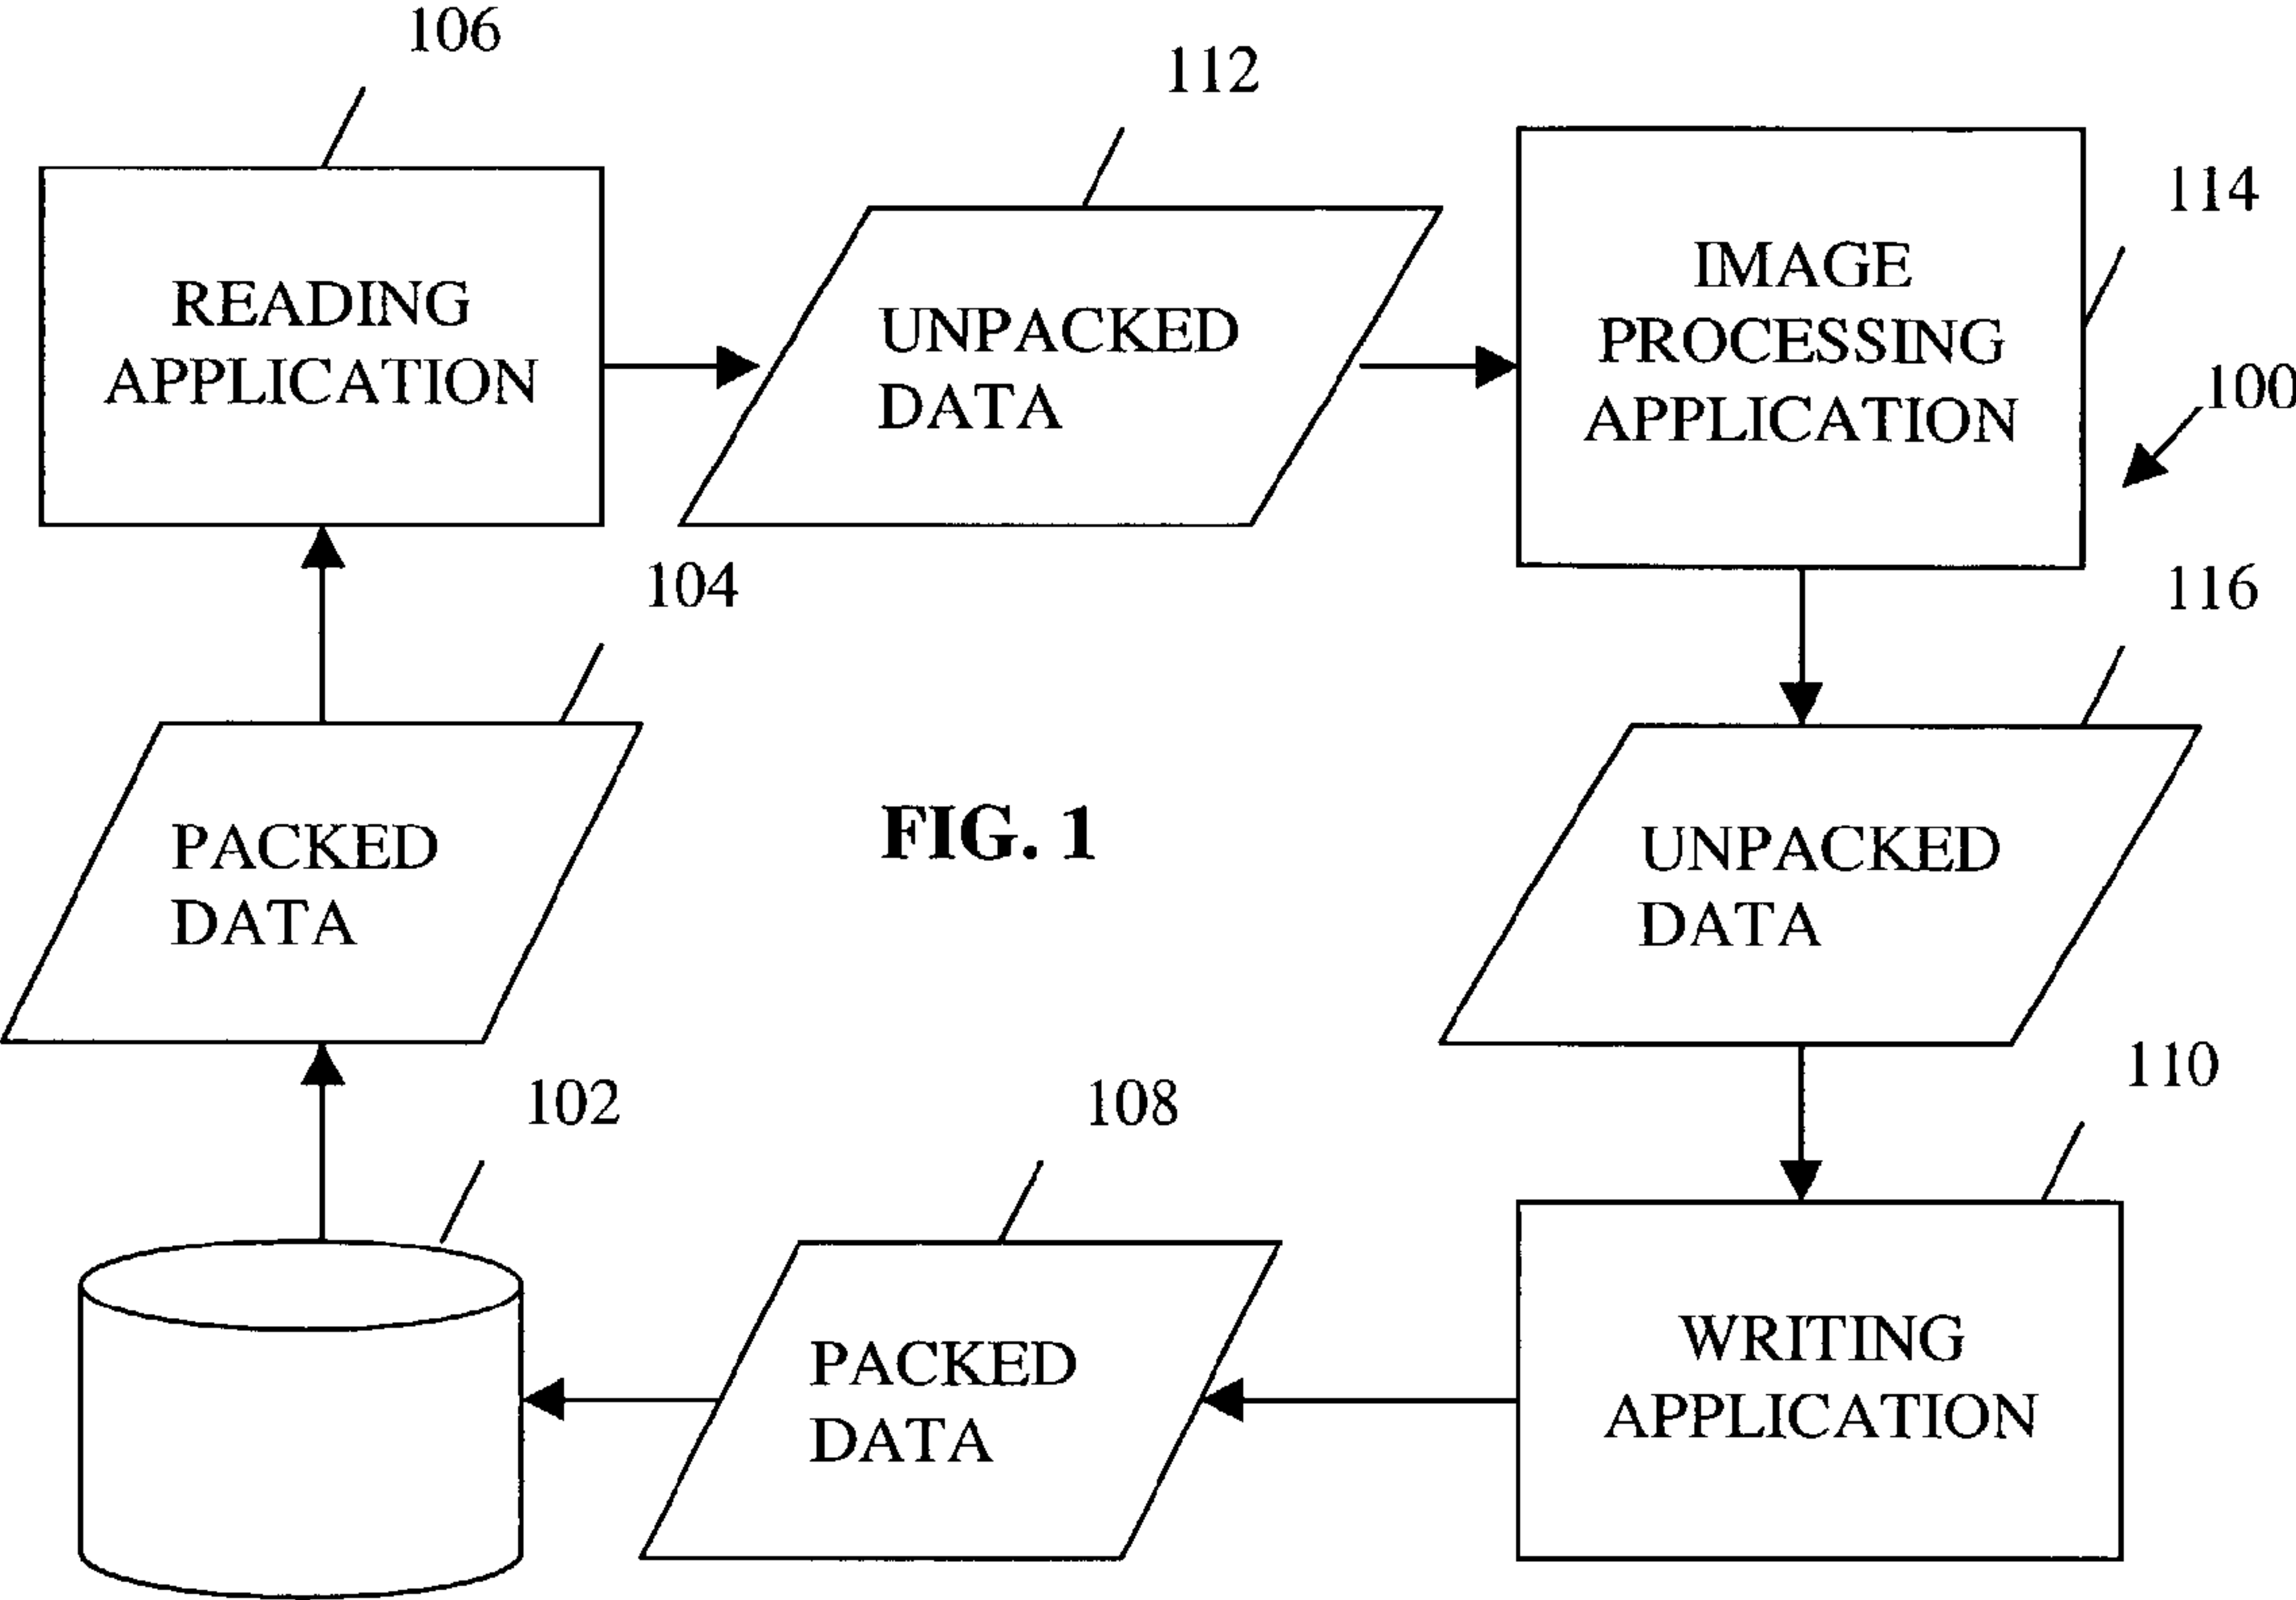 106
112
114
READING
APPLICATION
UNPACKED
DATA
IMAGE
PROCESSING
APPLICATION
100
104
116
PACKED
DATA
FIG. 1
UNPACKED
DATA
102
108
110
PACKED
DATA
WRITING
APPLICATION